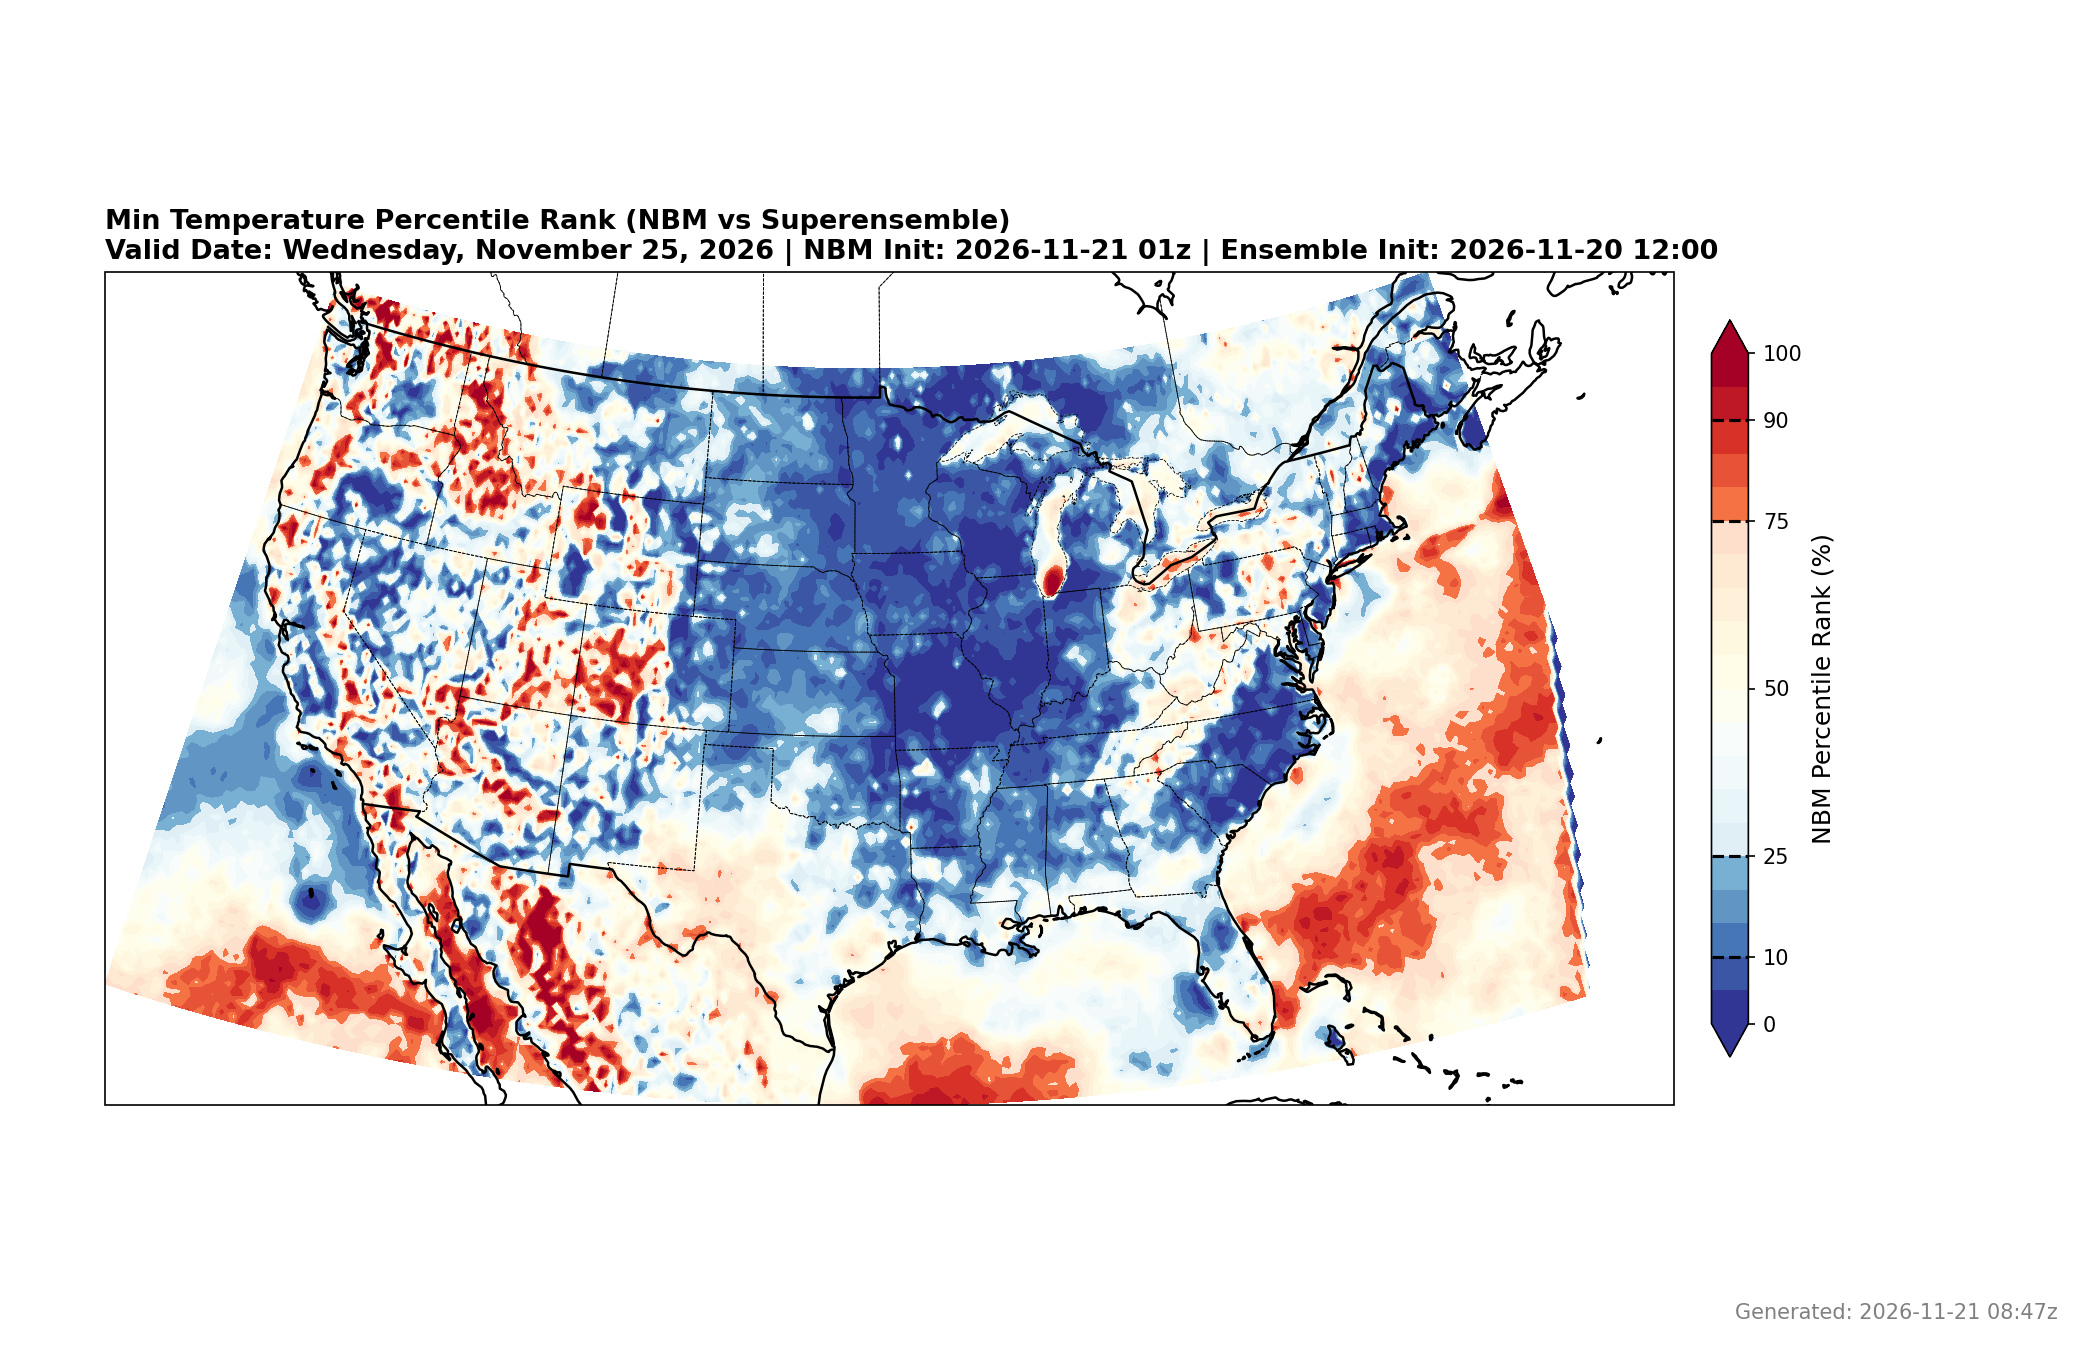 Min Temperature Percentile Rank (NBM vs Superensemble)
Valid Date: Wednesday, November 25, 2026 | NBM Init: 2026-11-21 01z | Ensemble Init: 2026-11-20 12:00
100
90
75
50
25
10
0
NBM Percentile Rank (%)
Generated: 2026-11-21 08:47z